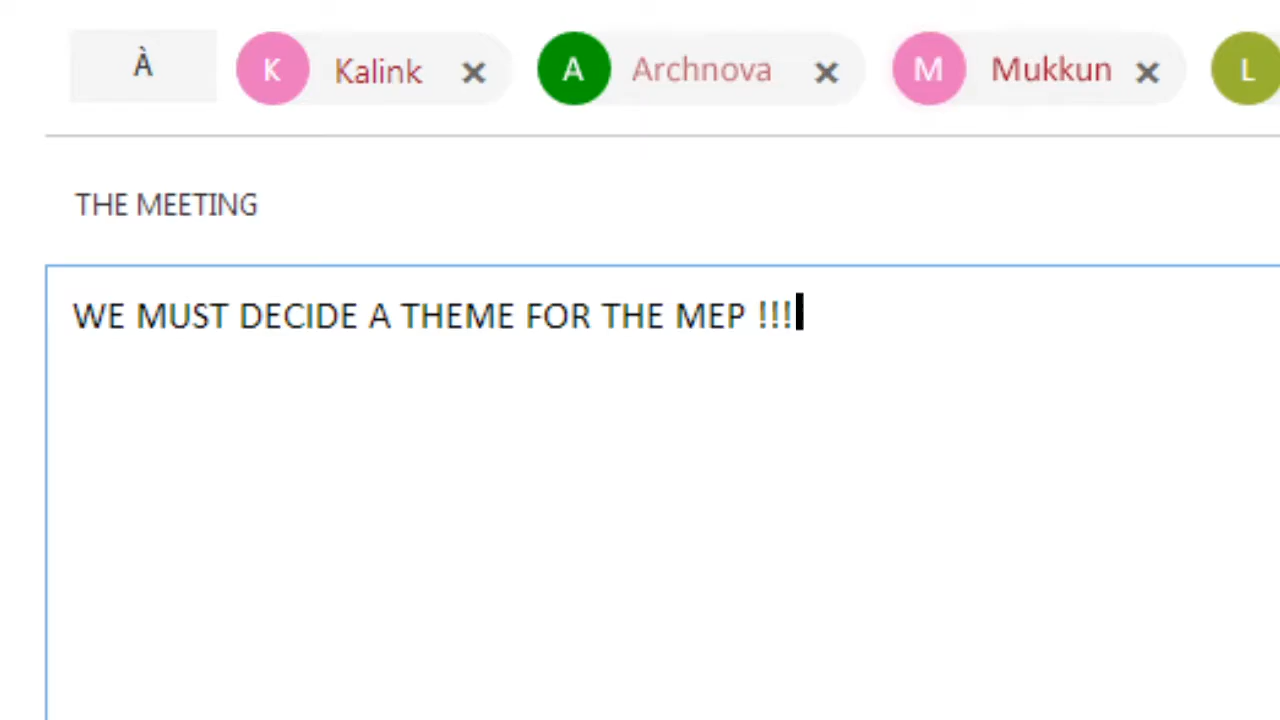 À K Kalink × A Archnova × M Mukkun × L
THE MEETING
WE MUST DECIDE A THEME FOR THE MEP !!!